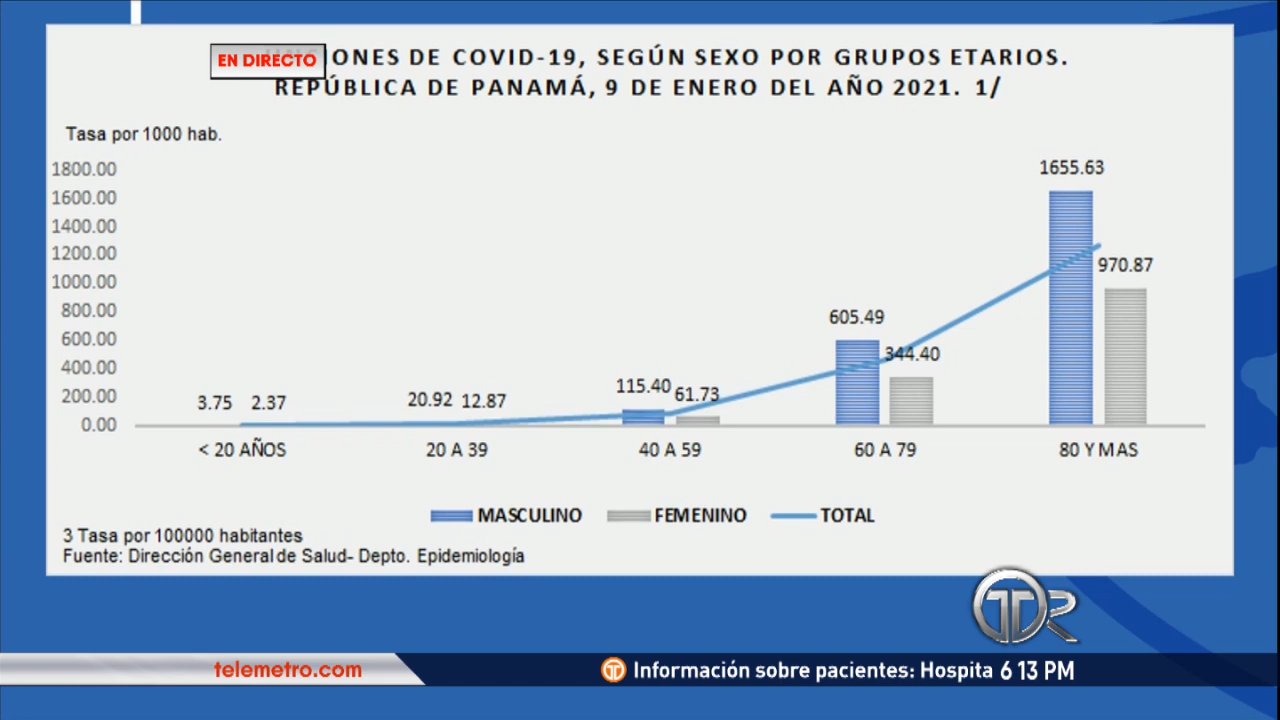 EN DIRECTO
ONES DE COVID-19, SEGÚN SEXO POR GRUPOS ETARIOS.
REPÚBLICA DE PANAMÁ, 9 DE ENERO DEL AÑO 2021. 1/
Tasa por 1000 hab.
1800.00
1600.00
1400.00
1200.00
1000.00
800.00
600.00
400.00
200.00
0.00
3.75 2.37
20.92 12.87
115.40 61.73
605.49 344.40
1655.63 970.87
< 20 AÑOS 20 A 39 40 A 59 60 A 79 80 Y MAS
MASCULINO FEMENINO TOTAL
3 Tasa por 100000 habitantes
Fuente: Dirección General de Salud- Depto. Epidemiología
TR
telemetro.com
Información sobre pacientes: Hospita 6 13 PM